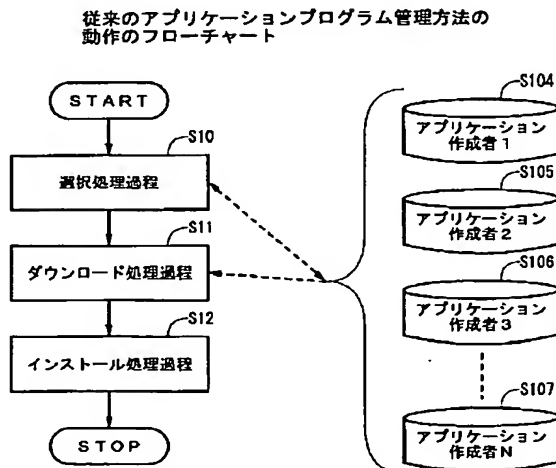 従来のアプリケーションプログラム管理方法の
動作のフローチャート
START
S10
選択処理過程
S11
ダウンロード処理過程
S12
インストール処理過程
STOP
S104
アプリケーション
作成者1
S105
アプリケーション
作成者2
S106
アプリケーション
作成者3
S107
アプリケーション
作成者N